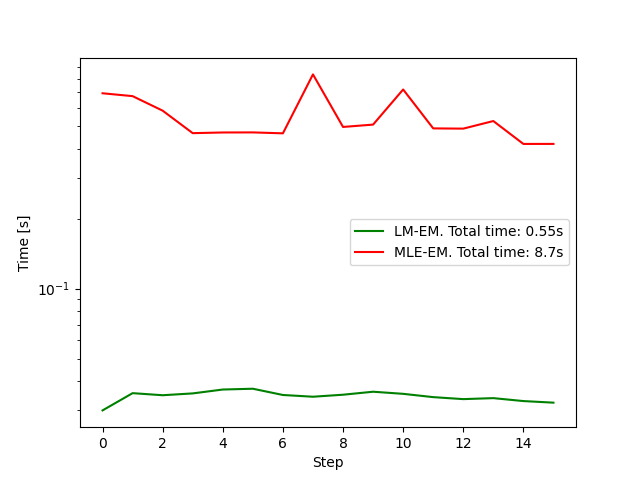 Time [s]
10⁻¹
LM-EM. Total time: 0.55s
MLE-EM. Total time: 8.7s
0 2 4 6 8 10 12 14
Step